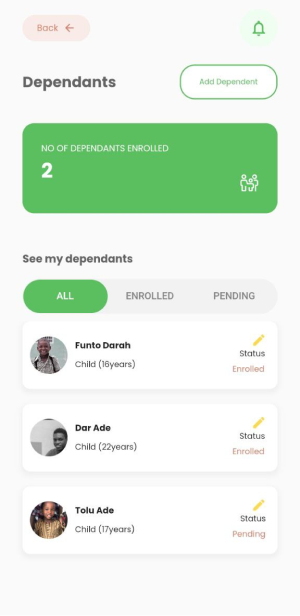 Back
Dependants
Add Dependent
NO OF DEPENDANTS ENROLLED
2
See my dependants
ALL ENROLLED PENDING
Funto Darah
Child (16years)
Status
Enrolled
Dar Ade
Child (22years)
Status
Enrolled
Tolu Ade
Child (17years)
Status
Pending